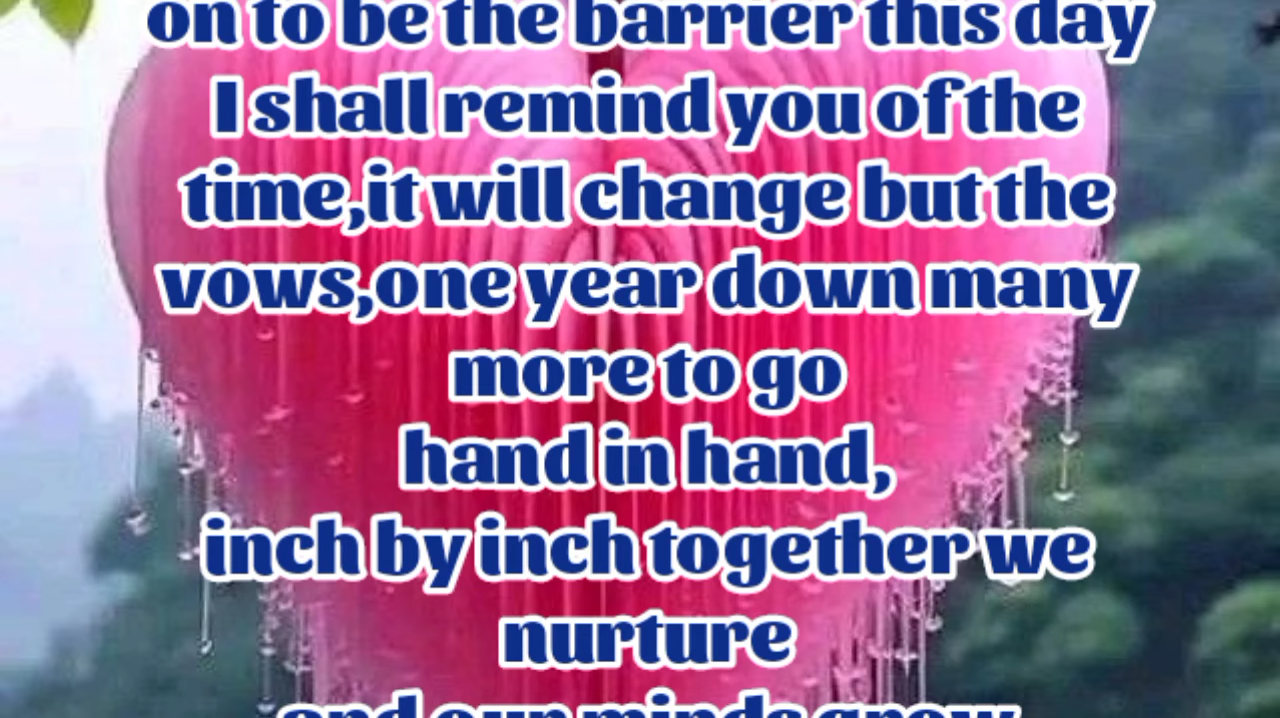 on to be the barrier this day
I shall remind you of the
time,it will change but the
vows,one year down many
more to go
hand in hand,
inch by inch together we
nurture
and our minds grow